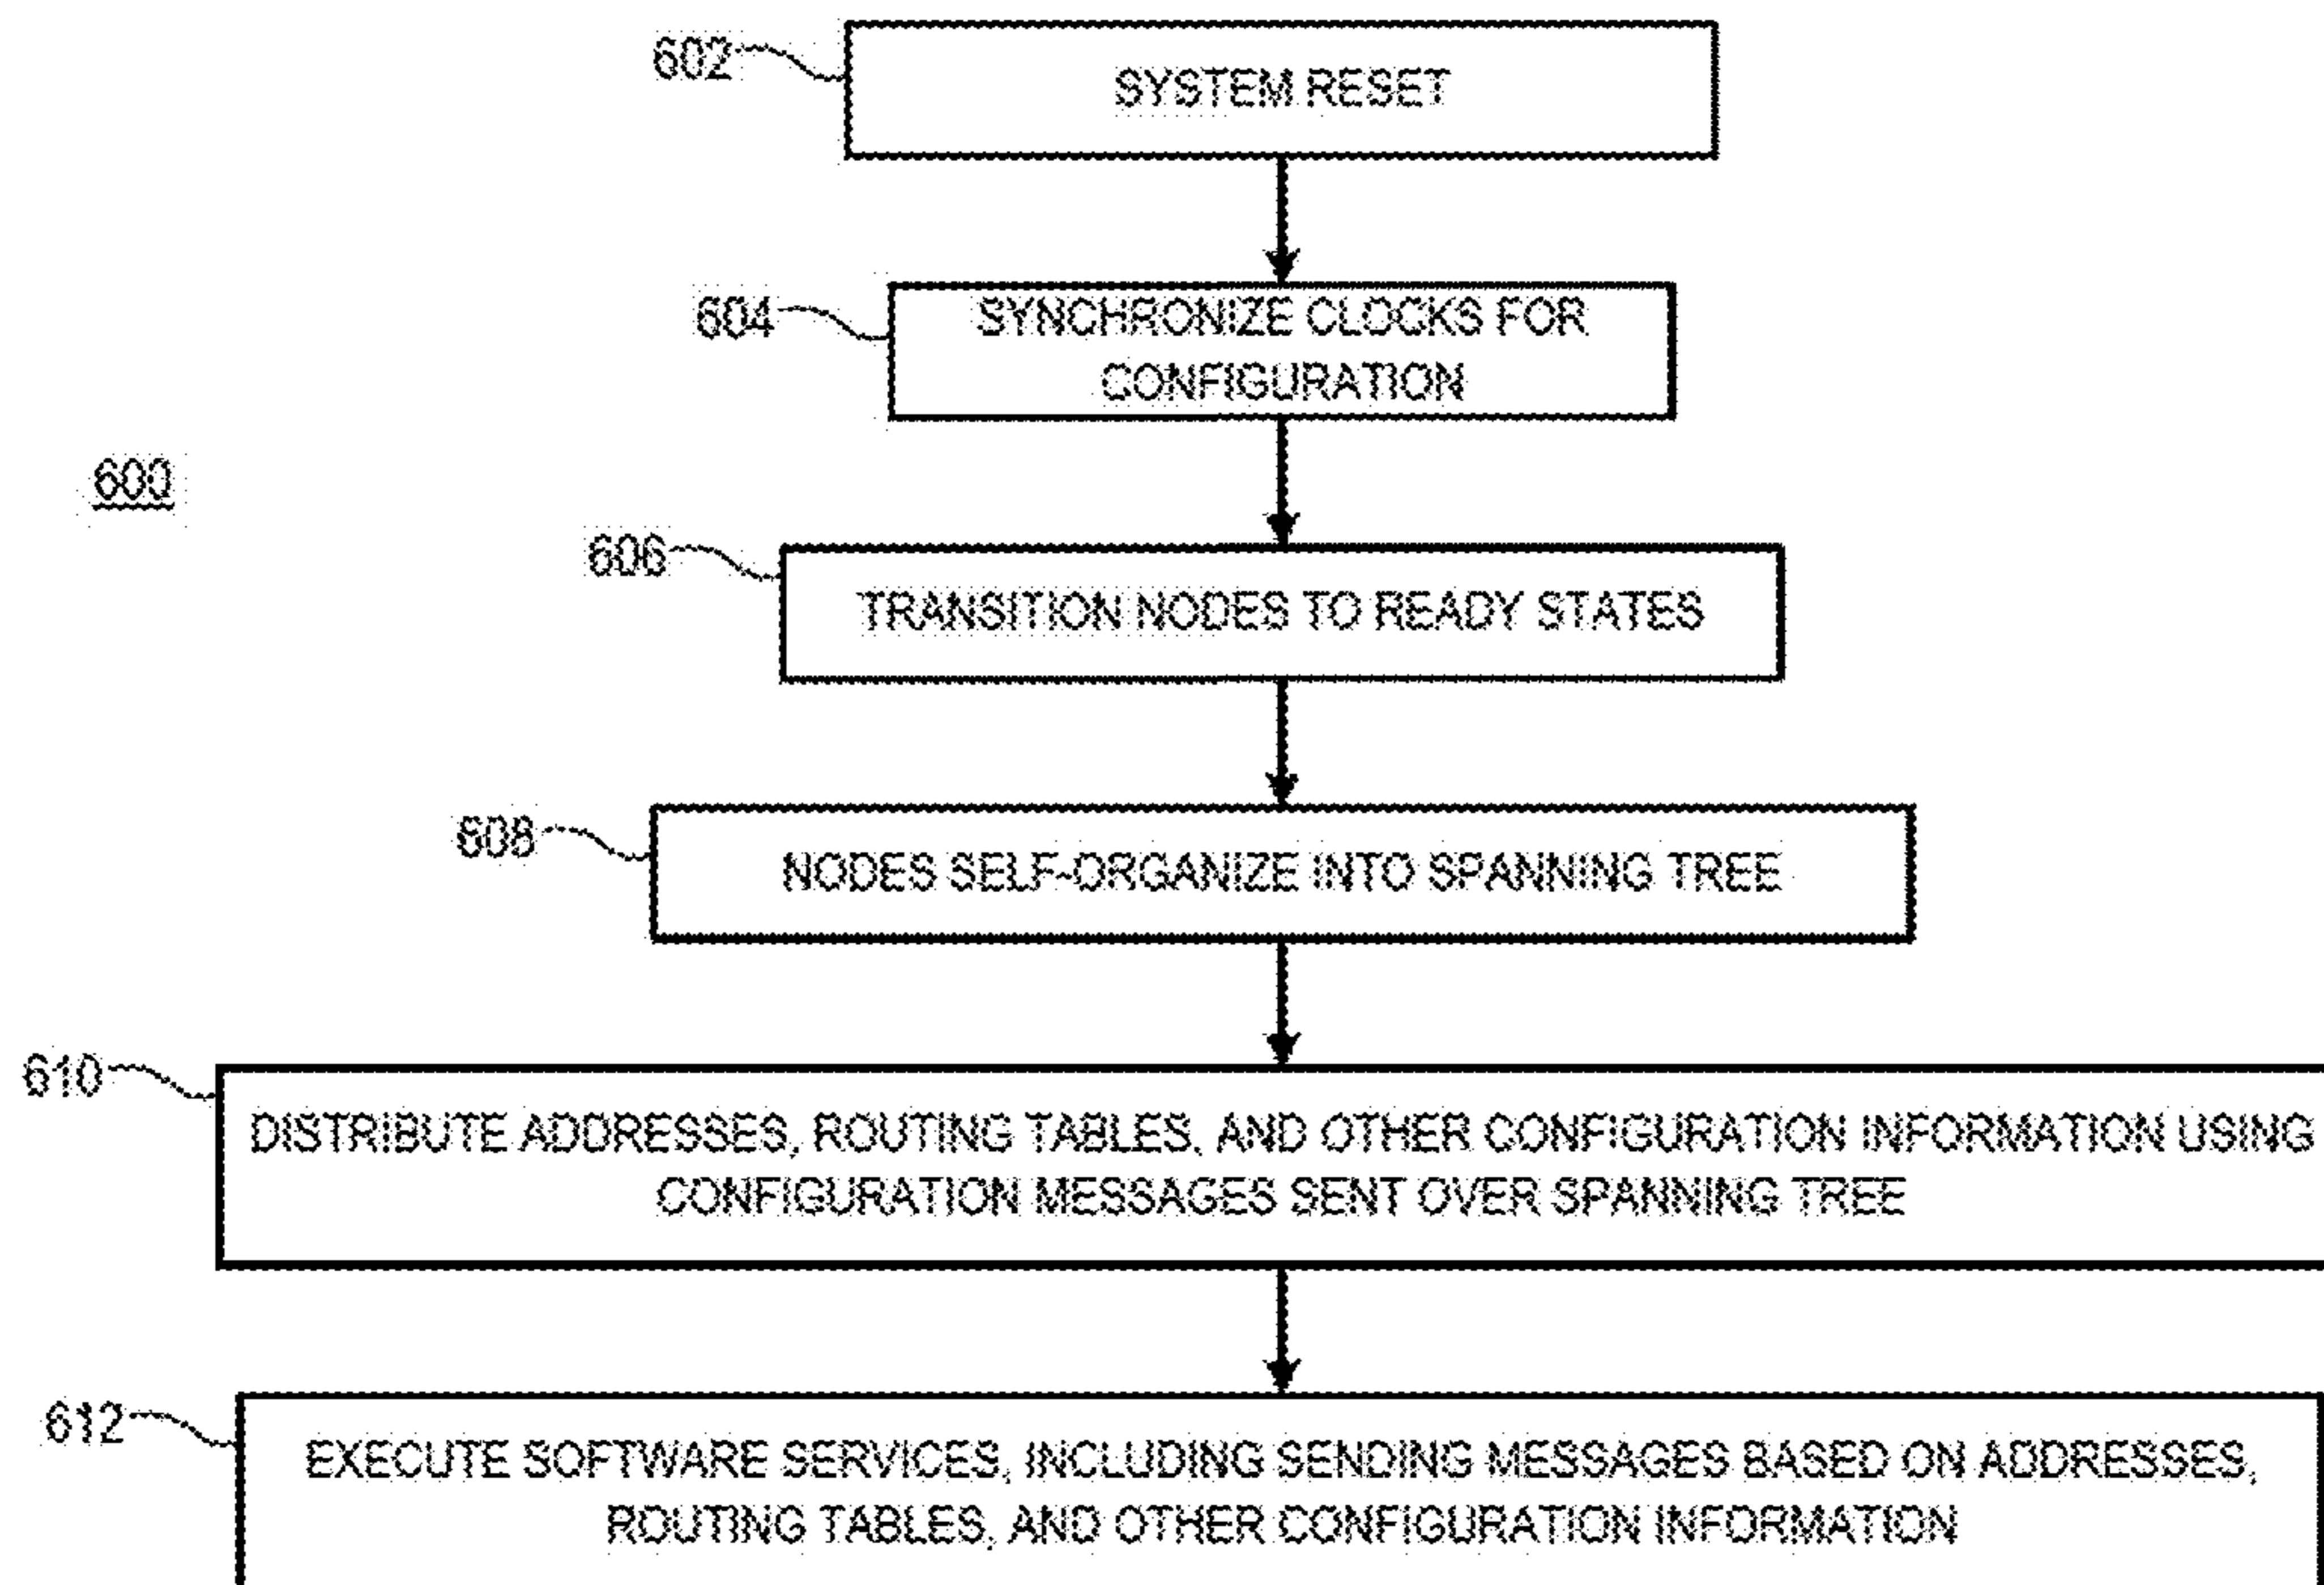 602
SYSTEM RESET
604
SYNCHRONIZE CLOCKS FOR
CONFIGURATION
600
606
TRANSITION NODES TO READY STATES
608
NODES SELF-ORGANIZE INTO SPANNING TREE
610
DISTRIBUTE ADDRESSES, ROUTING TABLES, AND OTHER CONFIGURATION INFORMATION USING
CONFIGURATION MESSAGES SENT OVER SPANNING TREE
612
EXECUTE SOFTWARE SERVICES, INCLUDING SENDING MESSAGES BASED ON ADDRESSES,
ROUTING TABLES, AND OTHER CONFIGURATION INFORMATION